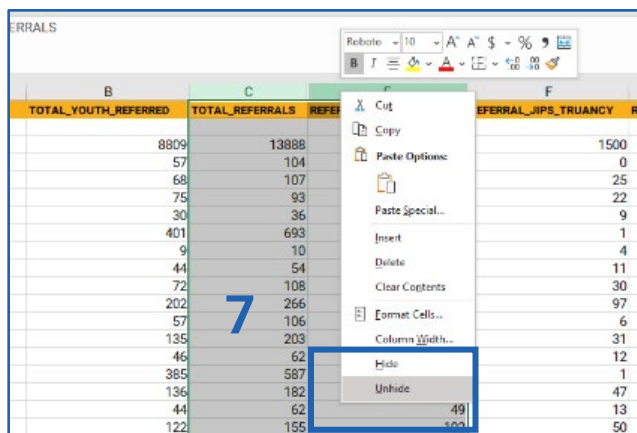 ERRALS
Roboto 10 A^ A˅ $ % 9
B I A
B C E F
TOTAL_YOUTH_REFERRED TOTAL_REFERRALS REFER EFERRAL_JIPS_TRUANCY R
8809 13888 1500
57 104 0
68 107 25
75 93 22
30 36 9
401 693 1
9 10 4
44 54 11
72 108 30
202 266 97
57 106 6
135 203 31
46 62 12
385 587 1
136 182 47
44 62 49 13
122 155 102 50
Cut
Copy
Paste Options:
Paste Special...
Insert
Delete
Clear Contents
Format Cells...
Column Width...
Hide
Unhide
7